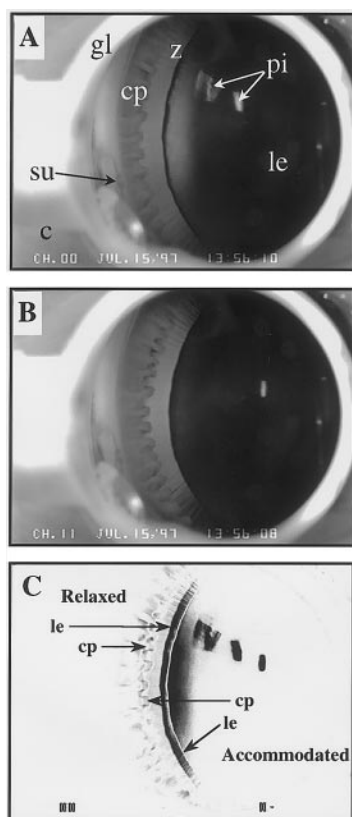 A
gl
z
pi
cp
le
su
c
CH.00 JUL.15,'97 13:56:10
B
CH.11 JUL.15,'97 13:56:08
C
Relaxed
le
cp
cp
le
Accommodated